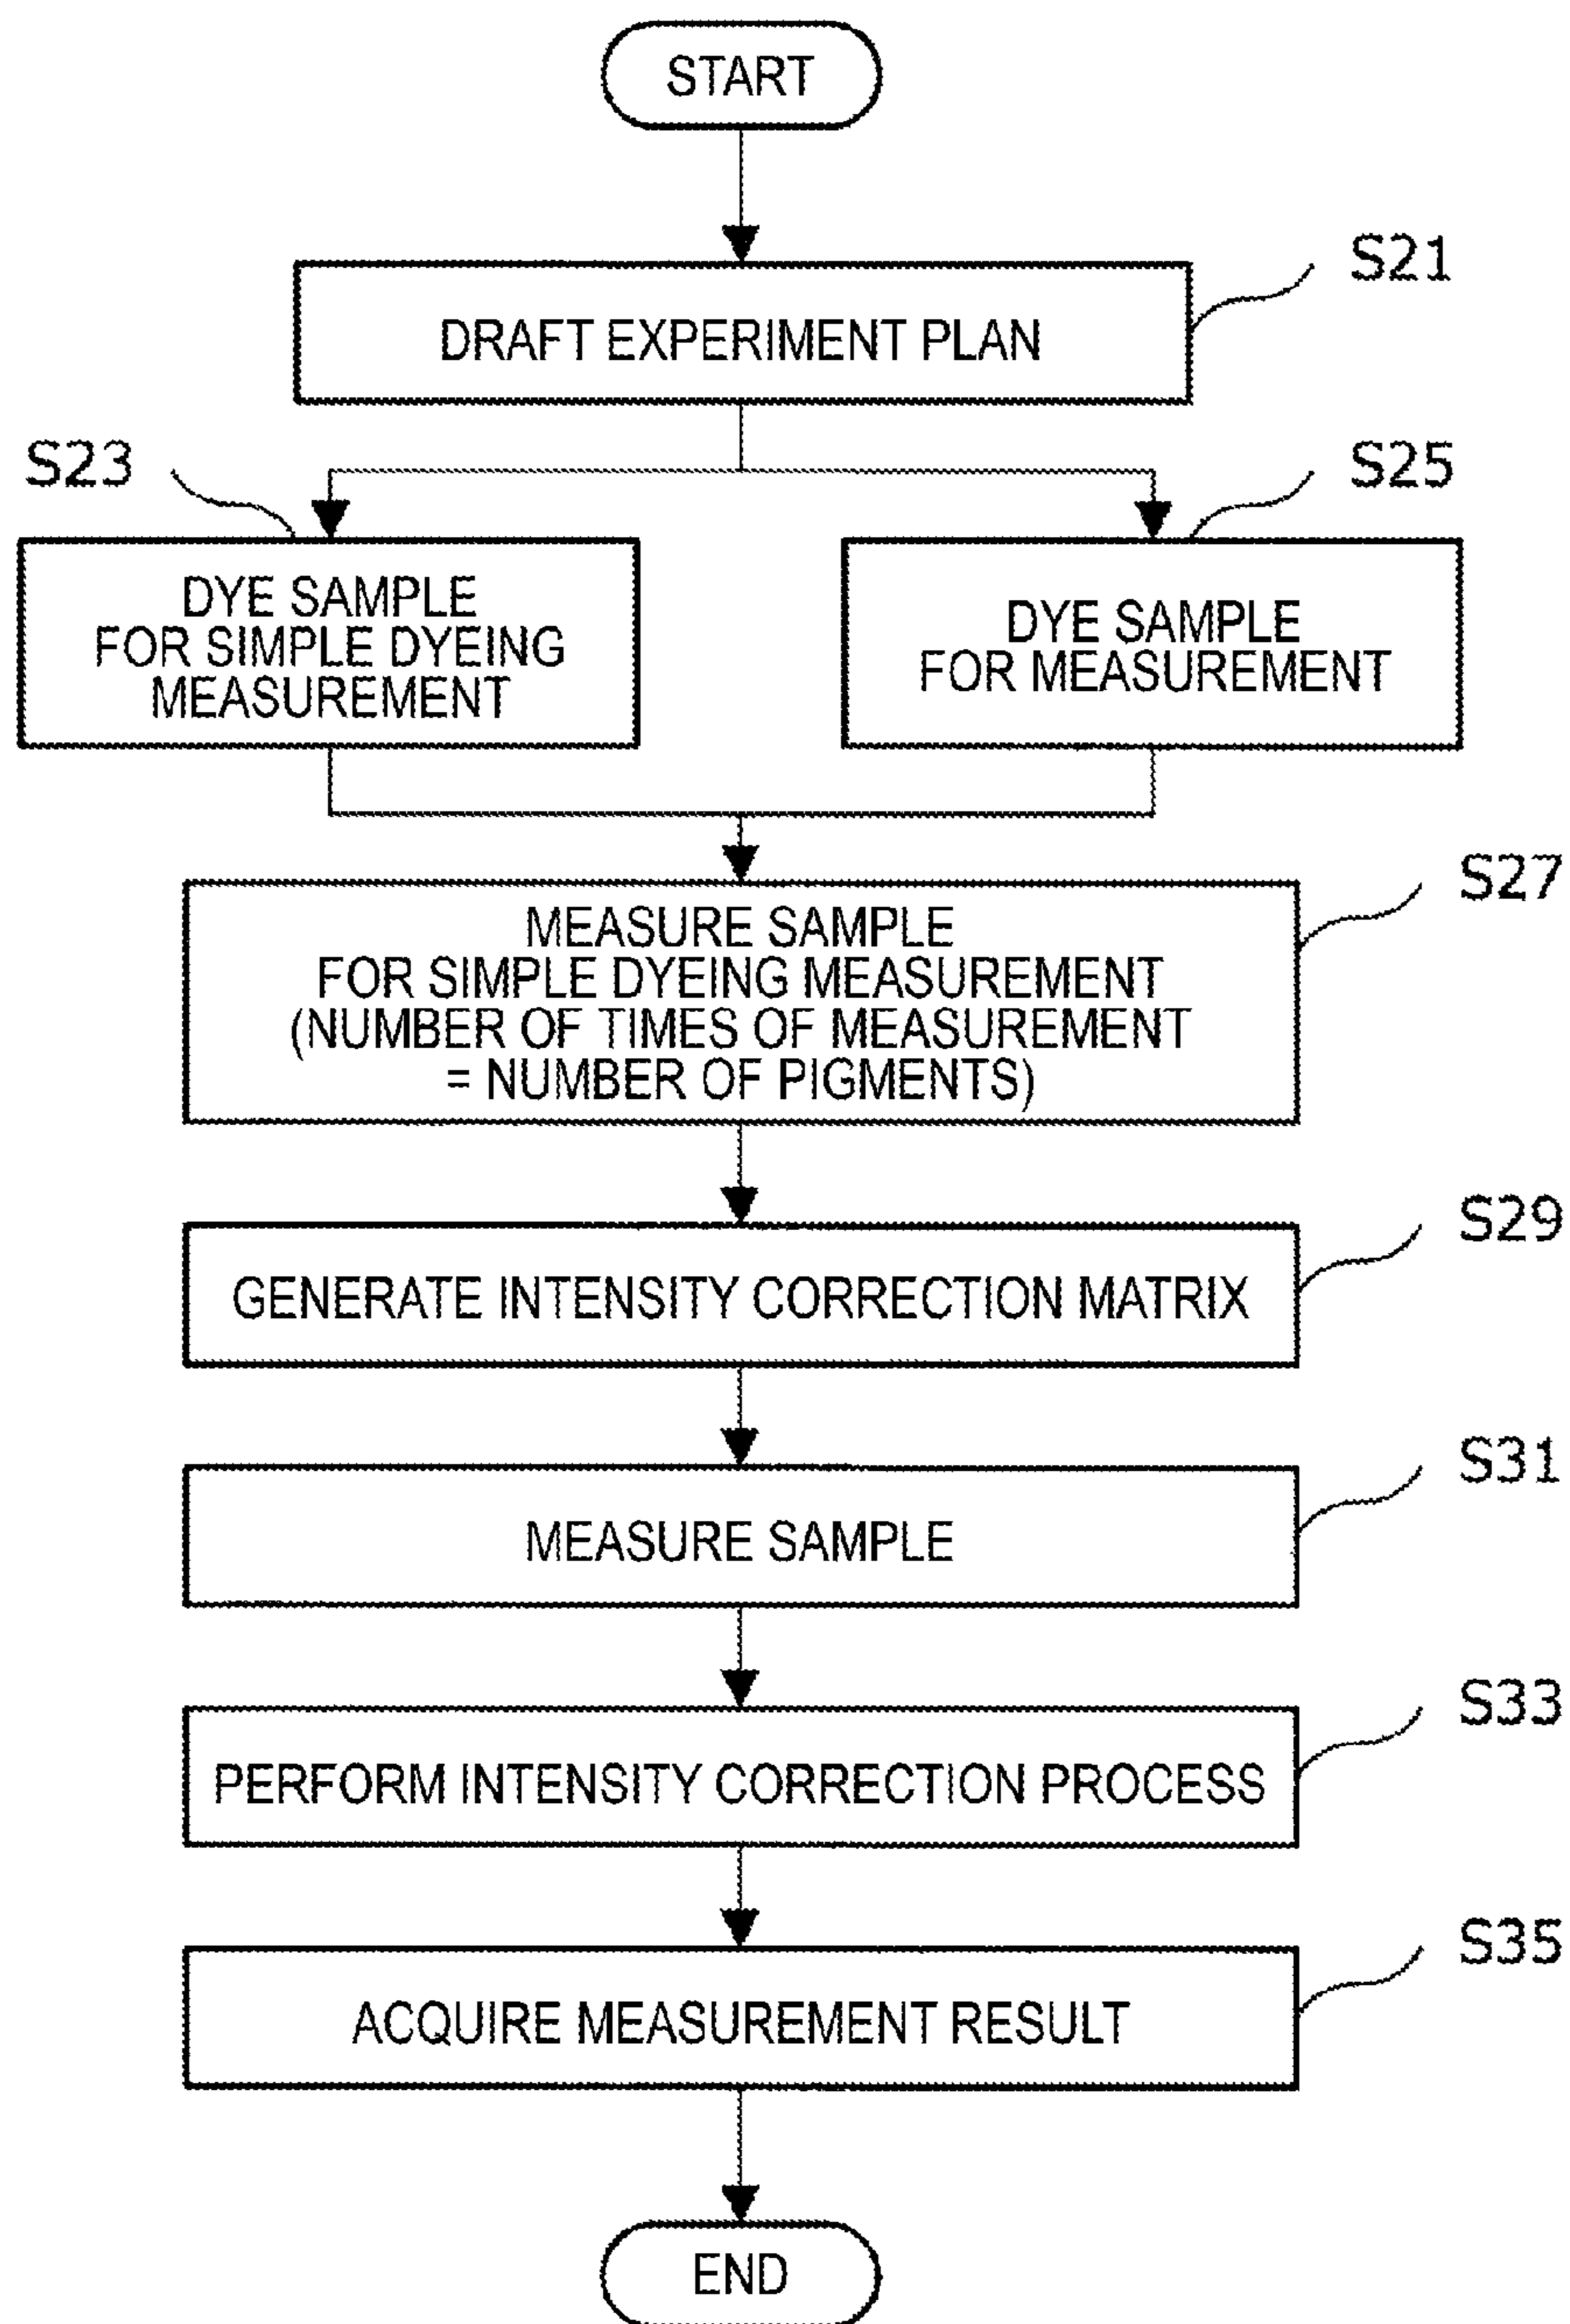 START
S21
DRAFT EXPERIMENT PLAN
S23
S25
DYE SAMPLE
FOR SIMPLE DYEING
MEASUREMENT
DYE SAMPLE
FOR MEASUREMENT
S27
MEASURE SAMPLE
FOR SIMPLE DYEING MEASUREMENT
(NUMBER OF TIMES OF MEASUREMENT
= NUMBER OF PIGMENTS)
S29
GENERATE INTENSITY CORRECTION MATRIX
S31
MEASURE SAMPLE
S33
PERFORM INTENSITY CORRECTION PROCESS
S35
ACQUIRE MEASUREMENT RESULT
END